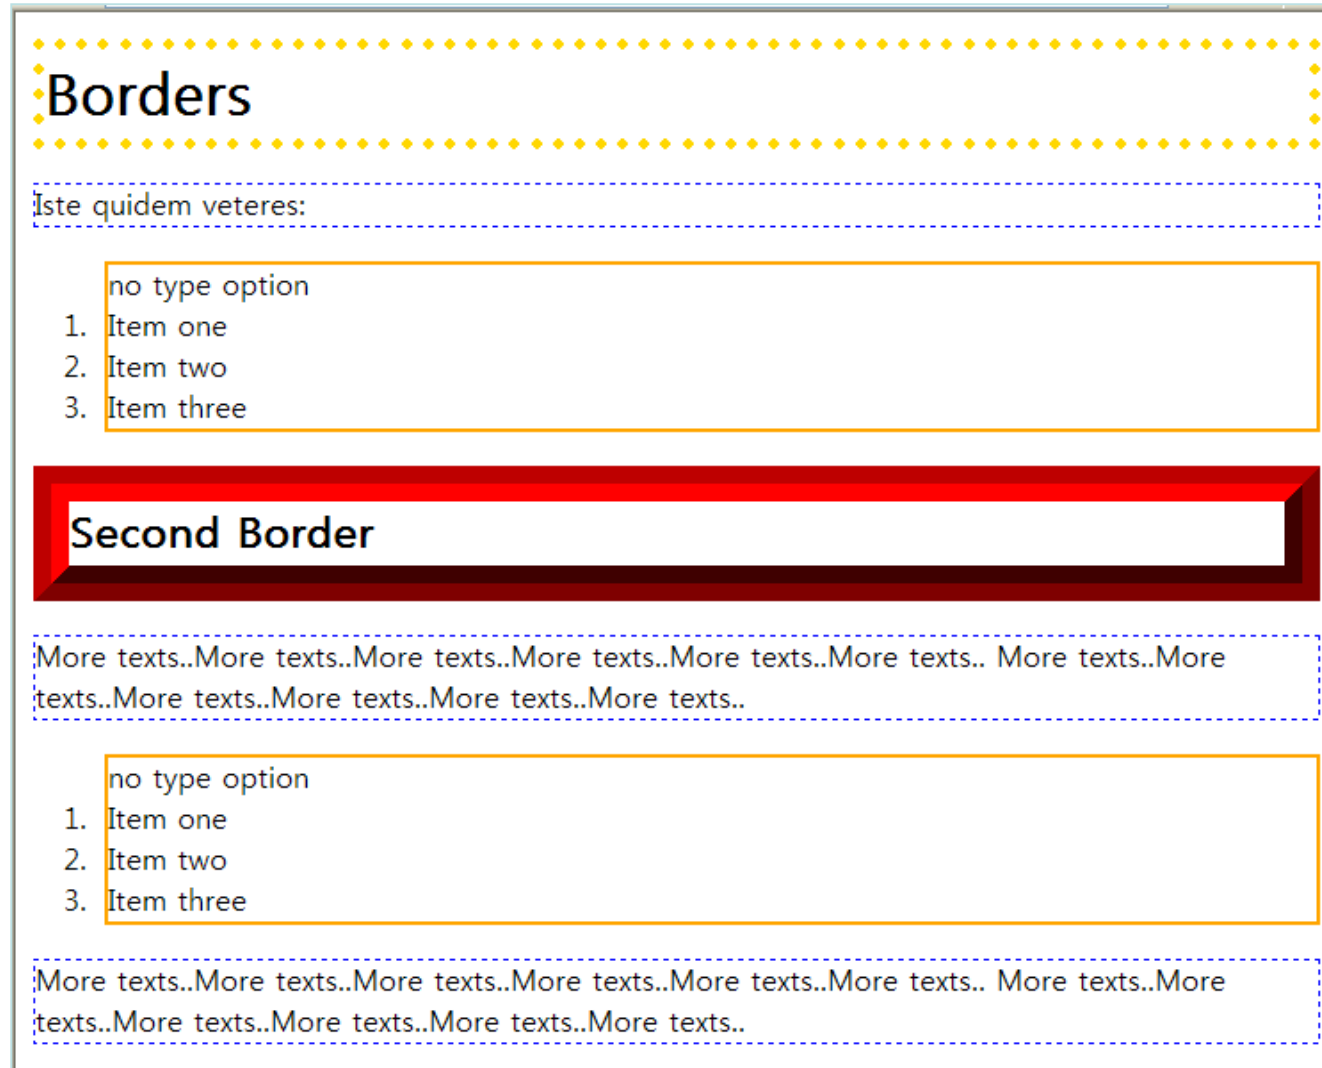 Borders
Iste quidem veteres:
no type option
1. Item one
2. Item two
3. Item three
Second Border
More texts..More texts..More texts..More texts..More texts..More texts.. More texts..More
texts..More texts..More texts..More texts..More texts..
no type option
1. Item one
2. Item two
3. Item three
More texts..More texts..More texts..More texts..More texts..More texts.. More texts..More
texts..More texts..More texts..More texts..More texts..